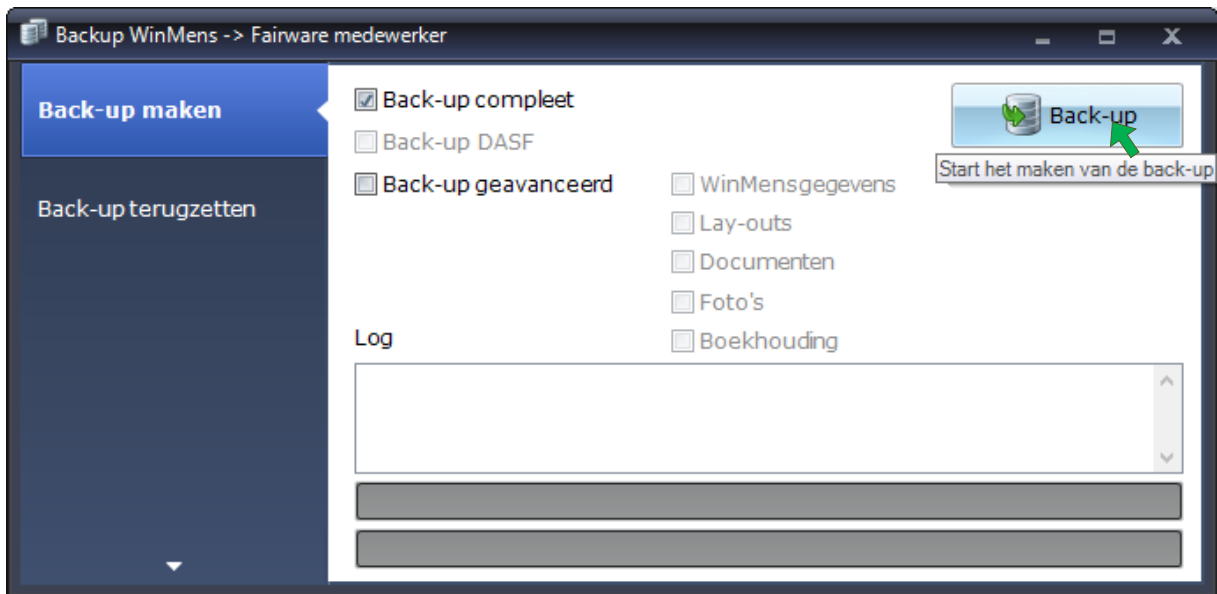 Backup WinMens -> Fairware medewerker
Back-up maken
Back-up terugzetten
Back-up compleet
Back-up DASF
Back-up geavanceerd
WinMensgegevens
Lay-outs
Documenten
Foto's
Boekhouding
Back-up
Start het maken van de back-up
Log